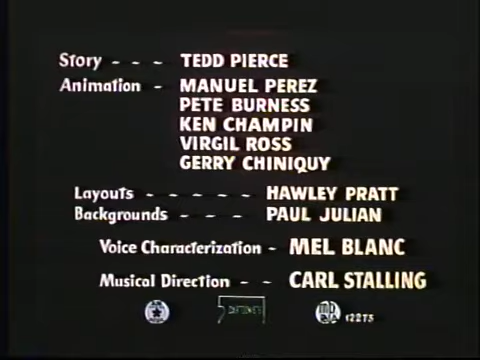 Story - - - TEDD PIERCE
Animation - MANUEL PEREZ
PETE BURNESS
KEN CHAMPIN
VIRGIL ROSS
GERRY CHINIQUY
Layouts - - - - - HAWLEY PRATT
Backgrounds - - - PAUL JULIAN
Voice Characterization - MEL BLANC
Musical Direction - - CARL STALLING